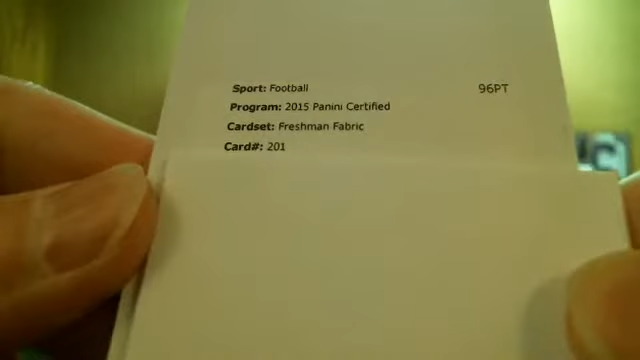 Sport: Football
96PT
Program: 2015 Panini Certified
Cardset: Freshman Fabric
Card#: 201